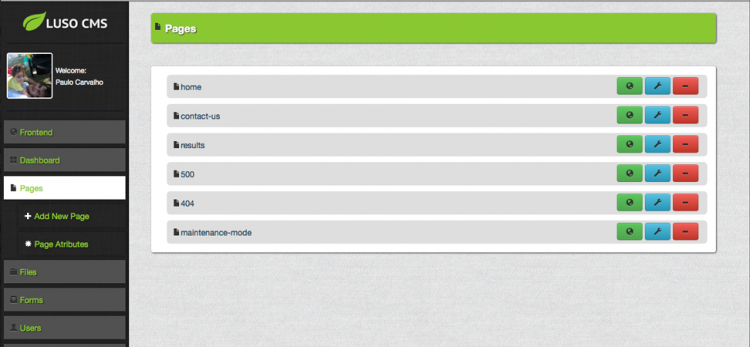 LUSO CMS
Welcome:
Paulo Carvalho
Frontend
Dashboard
Pages
Add New Page
Page Atributes
Files
Forms
Users
Pages
home
contact-us
results
500
404
maintenance-mode